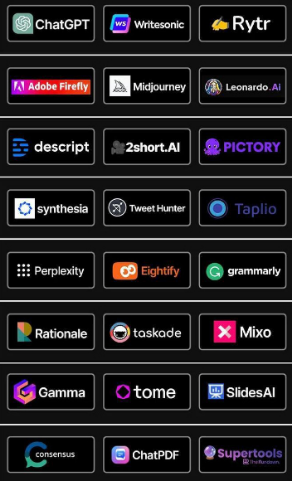 ChatGPT
Writesonic
Rytr
Adobe Firefly
Midjourney
Leonardo.Ai
descript
2short.AI
PICTORY
synthesia
Tweet Hunter
Taplio
Perplexity
Eightify
grammarly
Rationale
taskade
Mixo
Gamma
tome
SlidesAI
consensus
ChatPDF
Supertools